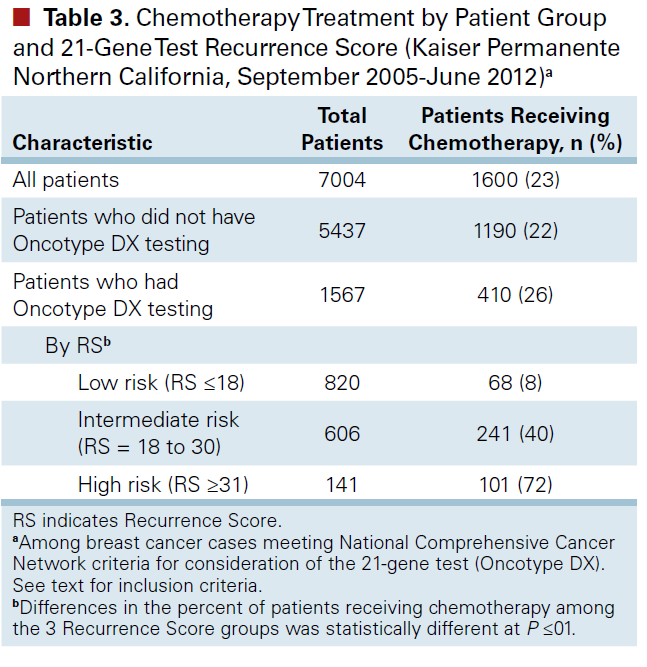 ■ Table 3. Chemotherapy Treatment by Patient Group
and 21-Gene Test Recurrence Score (Kaiser Permanente
Northern California, September 2005-June 2012)ᵃ
Characteristic Total Patients Patients Receiving Chemotherapy, n (%)
All patients 7004 1600 (23)
Patients who did not have
Oncotype DX testing 5437 1190 (22)
Patients who had
Oncotype DX testing 1567 410 (26)
By RSᵇ
Low risk (RS ≤18) 820 68 (8)
Intermediate risk
(RS = 18 to 30) 606 241 (40)
High risk (RS ≥31) 141 101 (72)
RS indicates Recurrence Score.
ᵃAmong breast cancer cases meeting National Comprehensive Cancer
Network criteria for consideration of the 21-gene test (Oncotype DX).
See text for inclusion criteria.
ᵇDifferences in the percent of patients receiving chemotherapy among
the 3 Recurrence Score groups was statistically different at P ≤01.